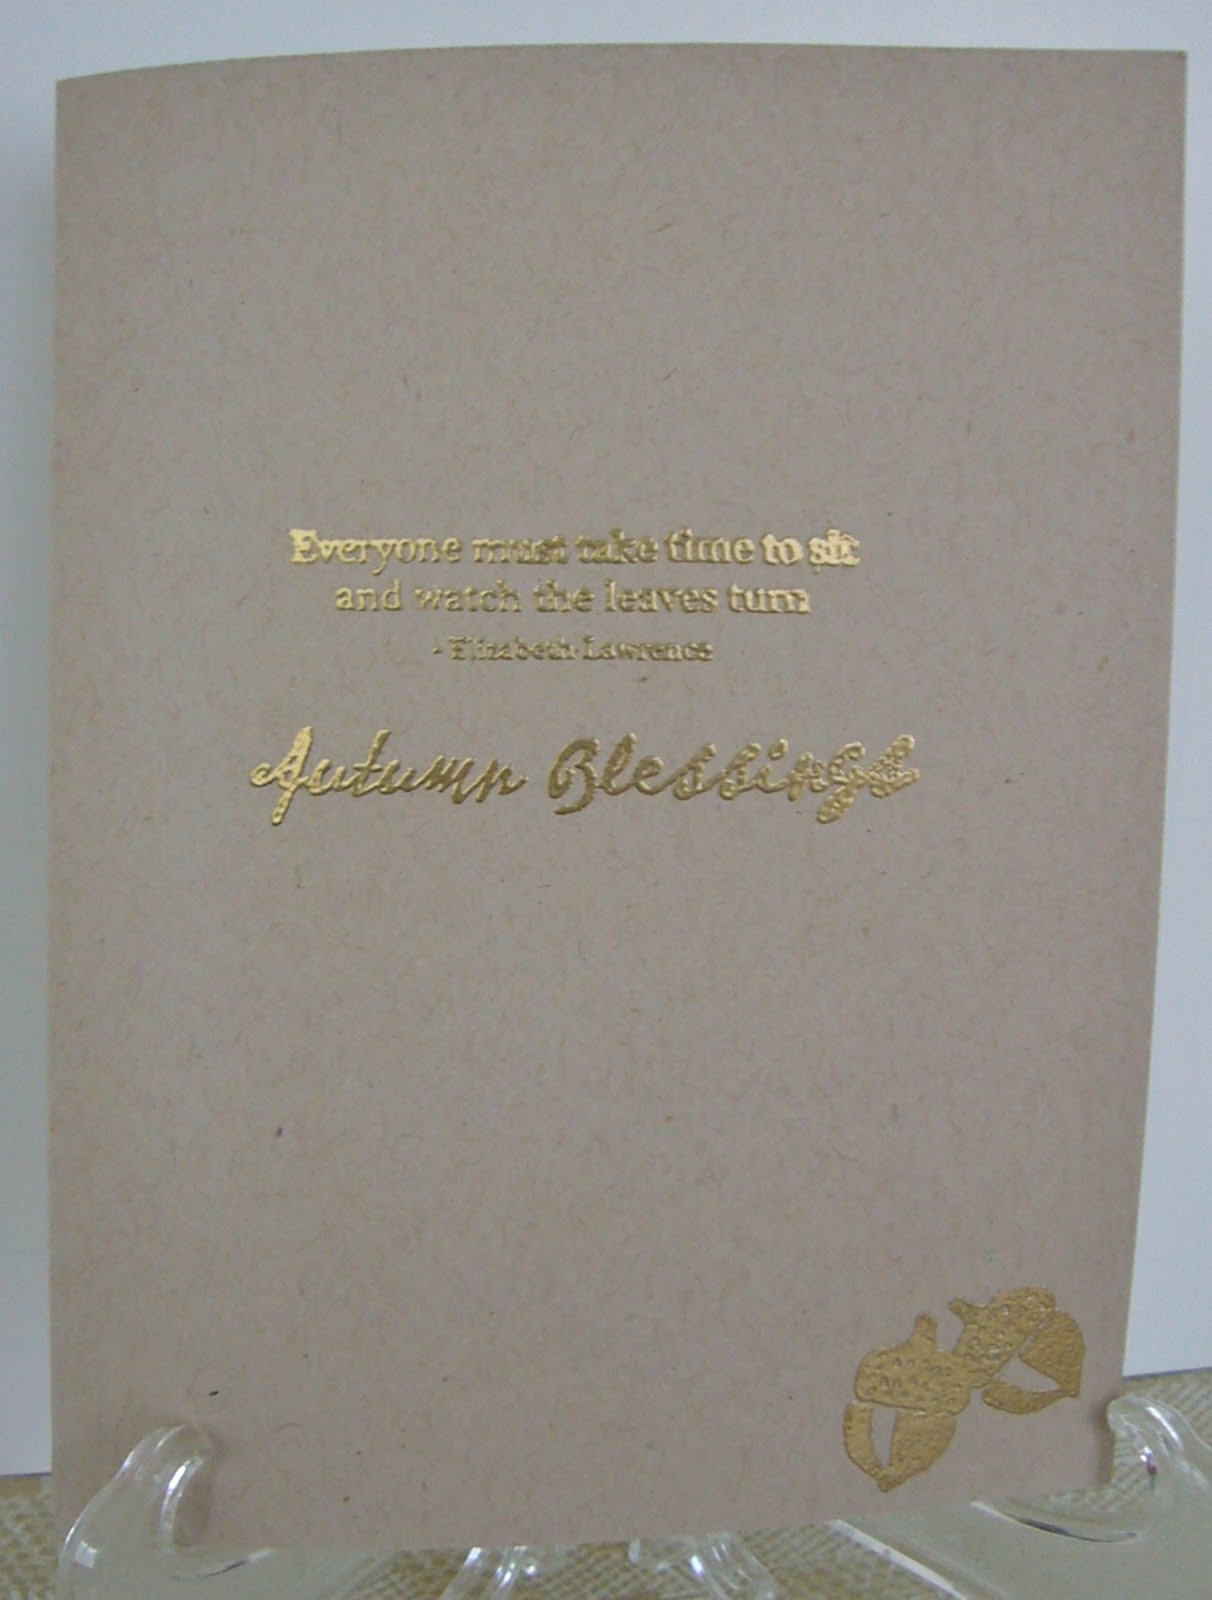 Everyone must take time to sit
and watch the leaves turn
- Elizabeth Lawrence
Autumn Blessings